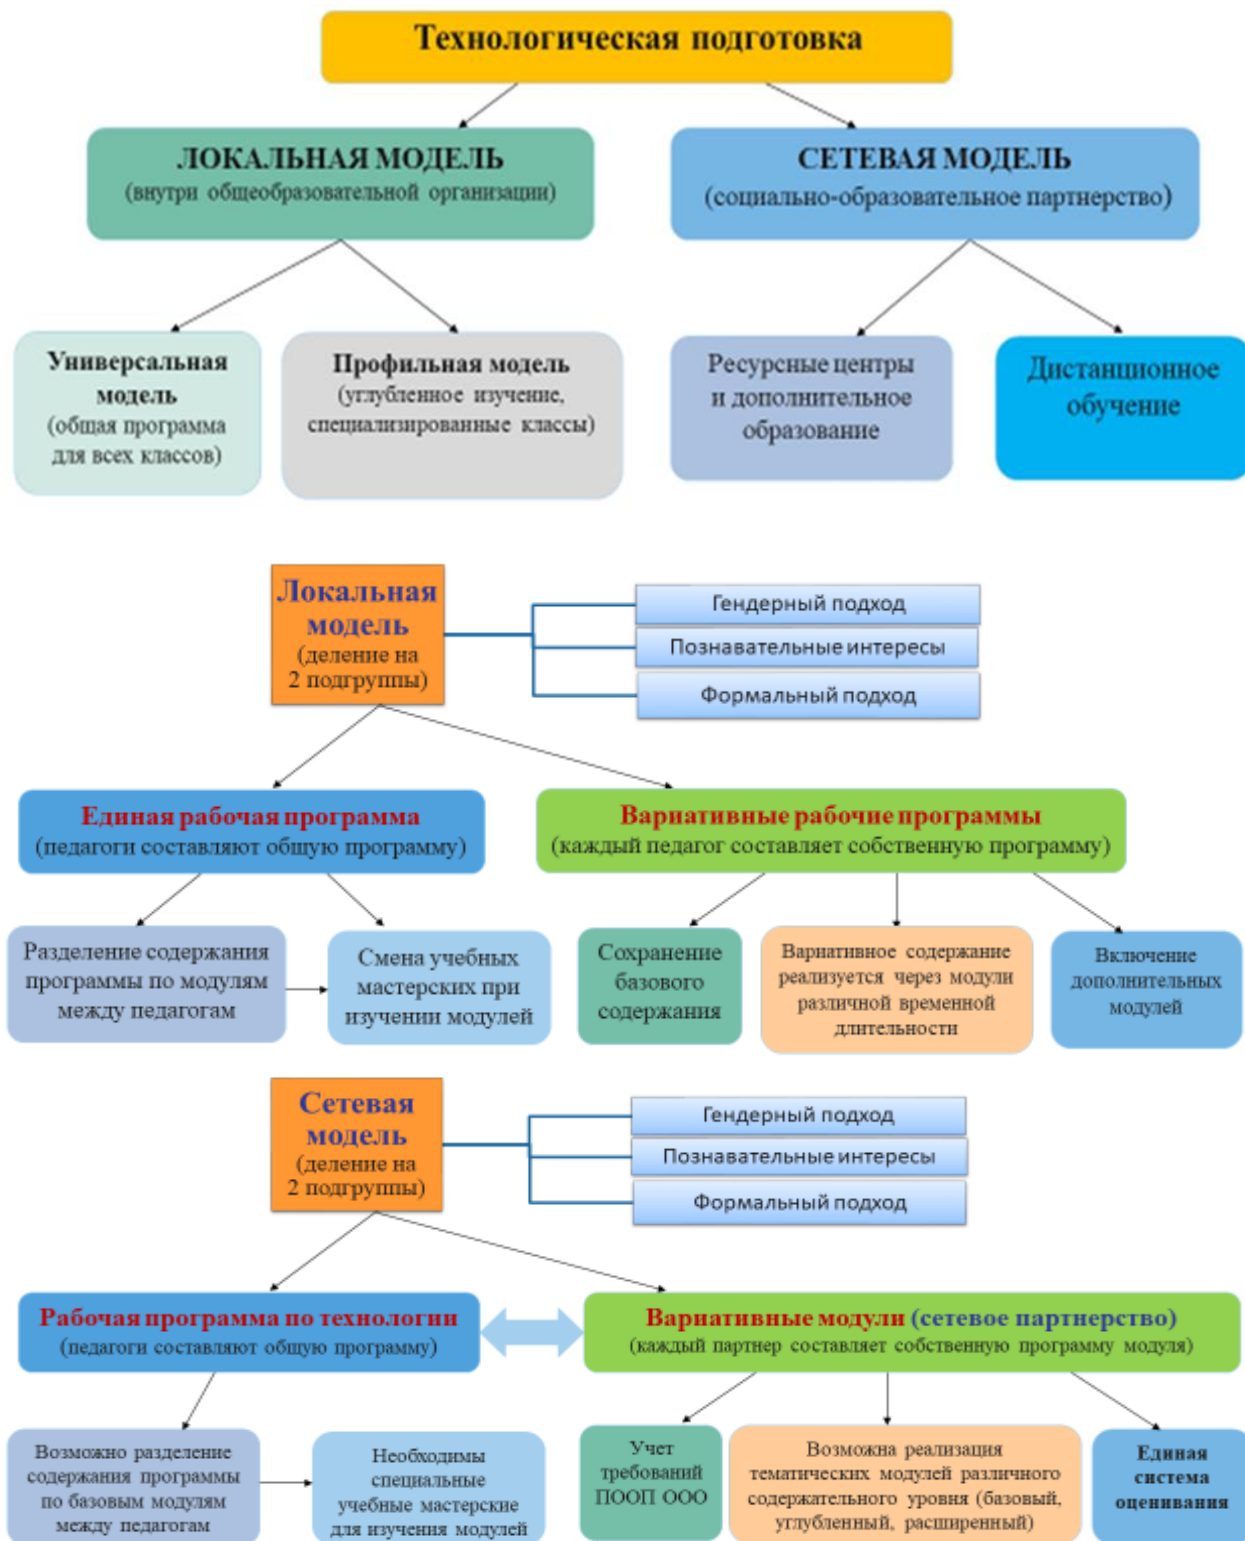 Технологическая подготовка
ЛОКАЛЬНАЯ МОДЕЛЬ
(внутри общеобразовательной организации)
СЕТЕВАЯ МОДЕЛЬ
(социально-образовательное партнерство)
Универсальная
модель
(общая программа
для всех классов)
Профильная модель
(углубленное изучение,
специализированные классы)
Ресурсные центры
и дополнительное
образование
Дистанционное
обучение
Локальная
модель
(деление на
2 подгруппы)
Гендерный подход
Познавательные интересы
Формальный подход
Единая рабочая программа
(педагоги составляют общую программу)
Вариативные рабочие программы
(каждый педагог составляет собственную программу)
Разделение содержания
программы по модулям
между педагогам
Смена учебных
мастерских при
изучении модулей
Сохранение
базового
содержания
Вариативное содержание
реализуется через модули
различной временной
длительности
Включение
дополнительных
модулей
Сетевая
модель
(деление на
2 подгруппы)
Гендерный подход
Познавательные интересы
Формальный подход
Рабочая программа по технологии
(педагоги составляют общую программу)
Вариативные модули (сетевое партнерство)
(каждый партнер составляет собственную программу модуля)
Возможно разделение
содержания программы
по базовым модулям
между педагогам
Необходимы
специальные
учебные мастерские
для изучения модулей
Учет
требований
ПООП ООО
Возможна реализация
тематических модулей различного
содержательного уровня (базовый,
углубленный, расширенный)
Единая
система
оценивания